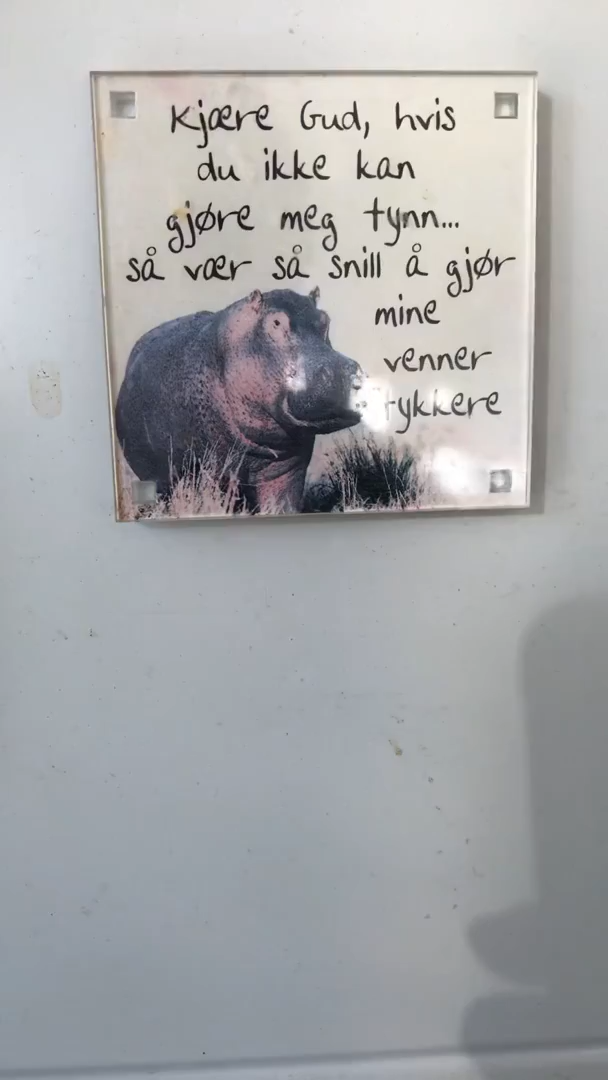 Kjære Gud, hvis
du ikke kan
gjøre meg tynn...
så vær så snill å gjør
mine
venner
tykkere